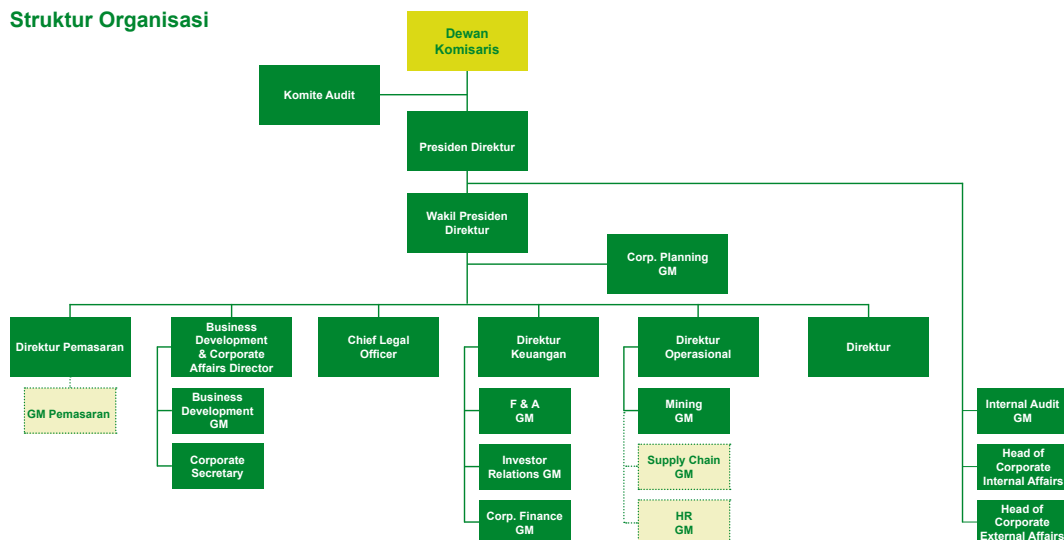 Struktur Organisasi
Dewan
Komisaris
Komite Audit
Presiden Direktur
Wakil Presiden
Direktur
Corp. Planning
GM
Direktur Pemasaran
Business
Development
& Corporate
Affairs Director
Chief Legal
Officer
Direktur
Keuangan
Direktur
Operasional
Direktur
GM Pemasaran
Business
Development
GM
F & A
GM
Mining
GM
Internal Audit
GM
Corporate
Secretary
Investor
Relations GM
Supply Chain
GM
Head of
Corporate
Internal Affairs
Corp. Finance
GM
HR
GM
Head of
Corporate
External Affairs